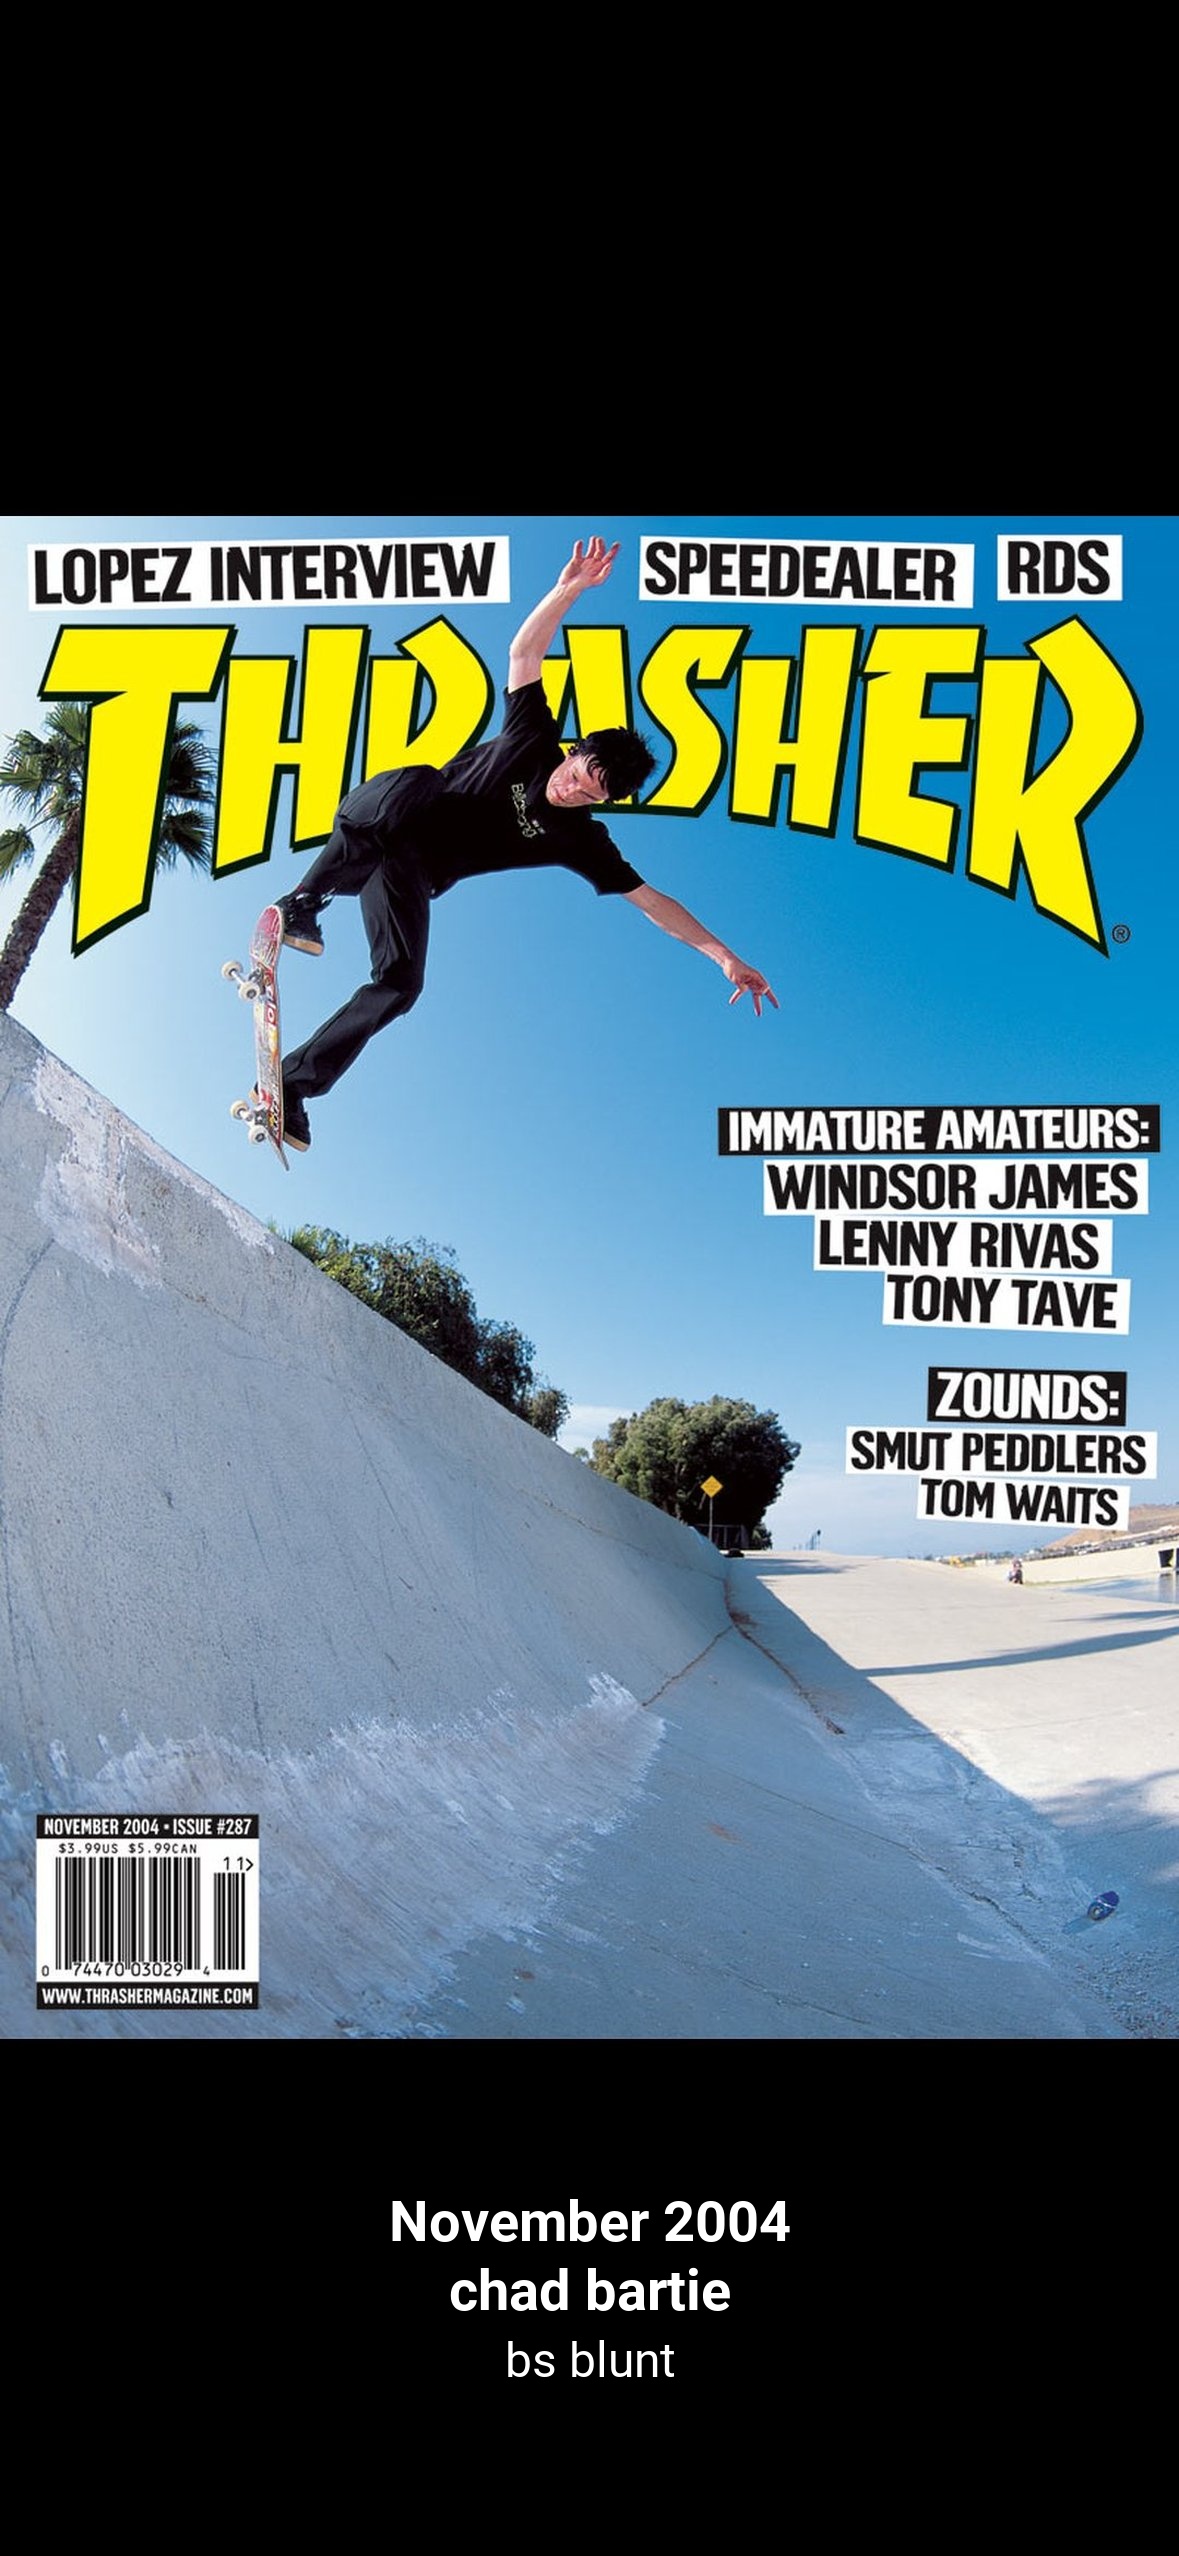 LOPEZ INTERVIEW SPEEDEALER RDS
THRASHER
®
IMMATURE AMATEURS:
WINDSOR JAMES
LENNY RIVAS
TONY TAVE
ZOUNDS:
SMUT PEDDLERS
TOM WAITS
NOVEMBER 2004 • ISSUE #287
$3.99US $5.99CAN
11>
0 74470 03029 4
WWW.THRASHERMAGAZINE.COM
November 2004
chad bartie
bs blunt